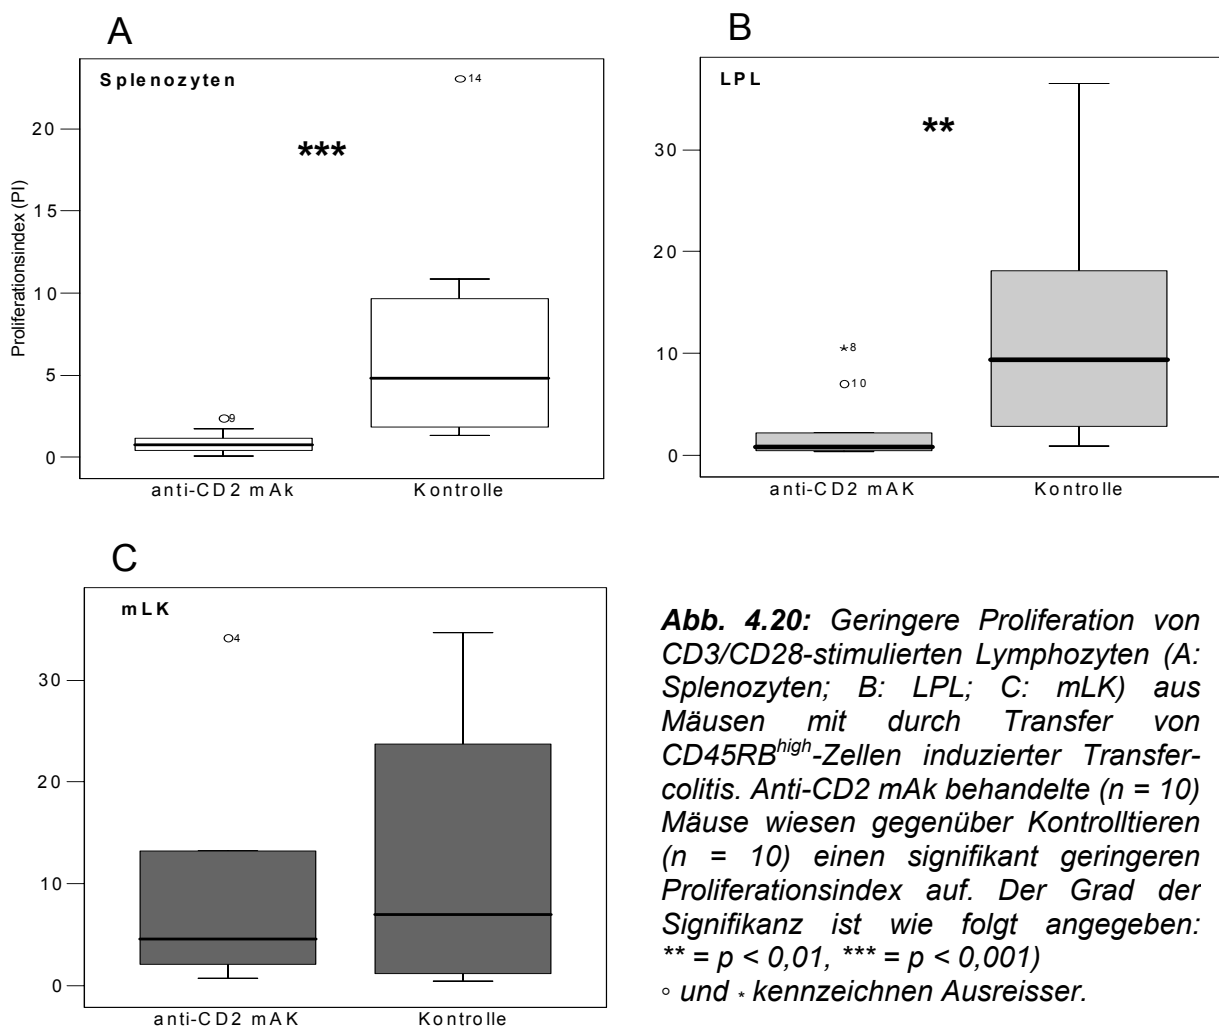 A
Splenozyten
14
***
20
15
10
5
0
Proliferationsindex (PI)
9
anti-CD2 mAk
Kontrolle
B
LPL
**
30
20
10
0
*8
10
anti-CD2 mAK
Kontrolle
C
mLK
4
30
20
10
0
anti-CD2 mAK
Kontrolle
Abb. 4.20: Geringere Proliferation von
CD3/CD28-stimulierten Lymphozyten (A:
Splenozyten; B: LPL; C: mLK) aus
Mäusen mit durch Transfer von
CD45RBhigh-Zellen induzierter Transfer-
colitis. Anti-CD2 mAk behandelte (n = 10)
Mäuse wiesen gegenüber Kontrolltieren
(n = 10) einen signifikant geringeren
Proliferationsindex auf. Der Grad der
Signifikanz ist wie folgt angegeben:
** = p < 0,01, *** = p < 0,001)
◦ und * kennzeichnen Ausreisser.